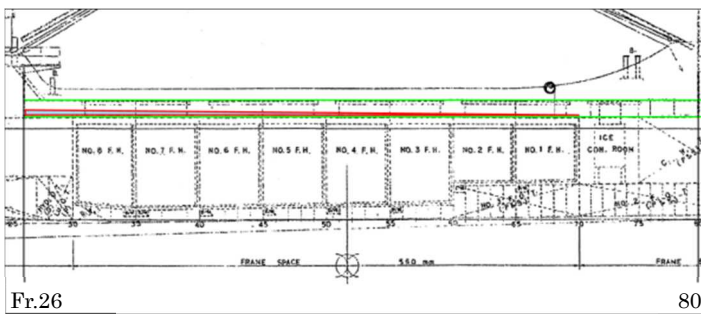 NO. 8 F. H. NO. 7 F. H. NO. 6 F. H. NO. 5 F. H. NO. 4 F. H. NO. 3 F. H. NO. 2 F. H. NO. 1 F. H. ICE CON. ROOM
30 35 40 45 50 55 60 65 70 75
FRAME SPACE 550 mm FRAME
Fr.26 80